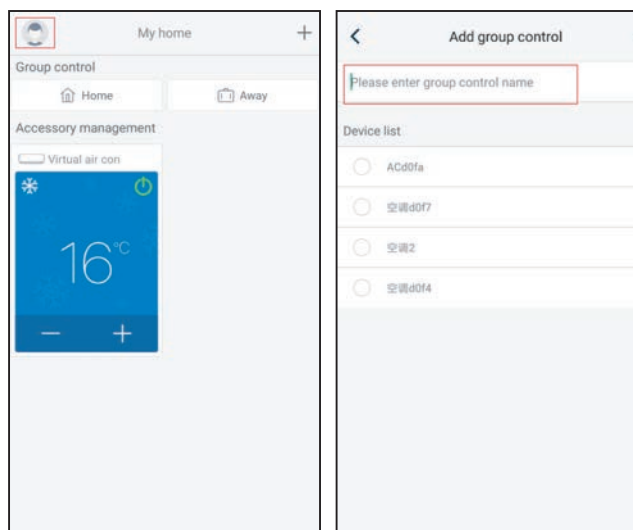 My home
+
Group control
Home
Away
Accessory management
Virtual air con
16°C
— +
Add group control
Please enter group control name
Device list
ACd0fa
空调d0f7
空调2
空调d0f4